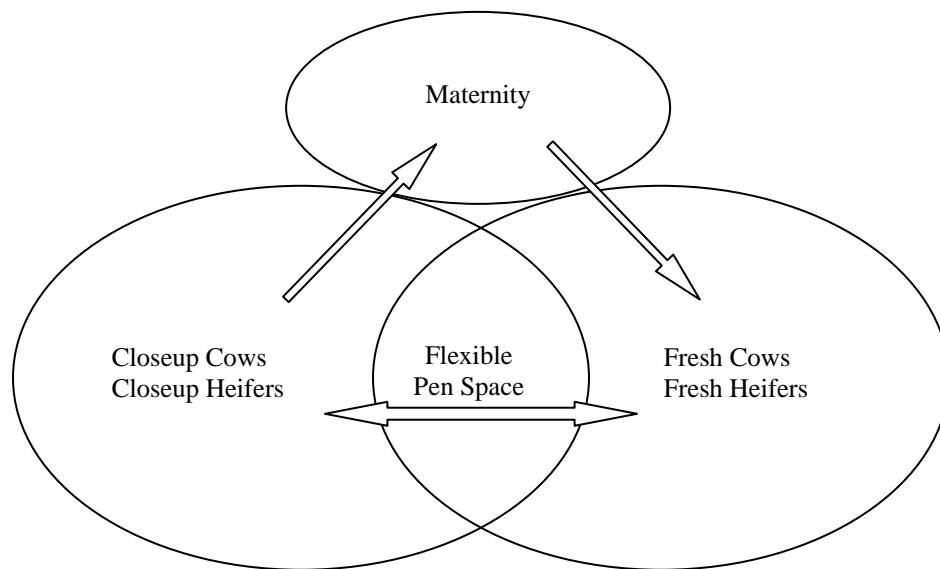 Maternity
Closeup Cows
Closeup Heifers
Flexible
Pen Space
Fresh Cows
Fresh Heifers